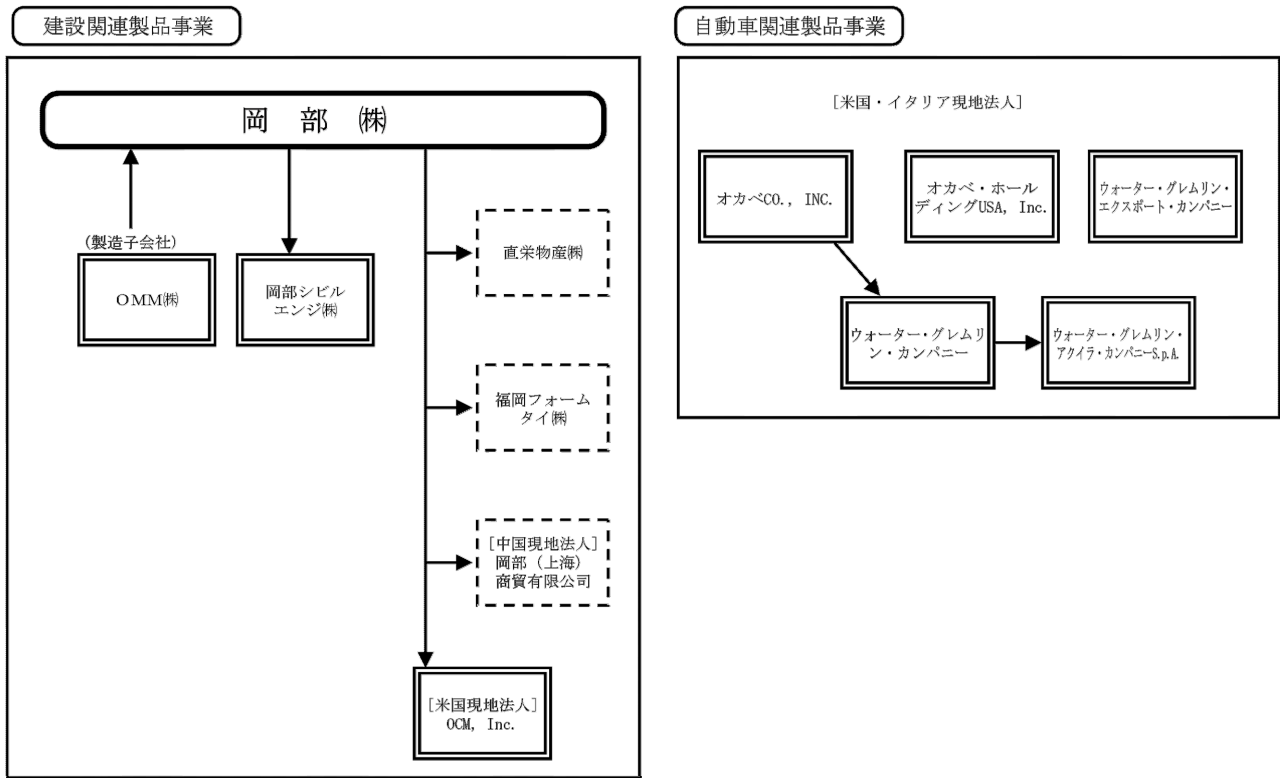 建設関連製品事業
岡 部 ㈱
(製造子会社)
OMM㈱
岡部シビル
エンジ㈱
直栄物産㈱
福岡フォーム
タイ㈱
[中国現地法人]
岡部（上海）
商貿有限公司
[米国現地法人]
OCM, Inc.
自動車関連製品事業
[米国・イタリア現地法人]
オカベCO., INC.
オカベ・ホール
ディングUSA, Inc.
ウォーター・グレムリン・
エクスポート・カンパニー
ウォーター・グレムリ
ン・カンパニー
ウォーター・グレムリン・
アクイラ・カンパニーS.p.A.